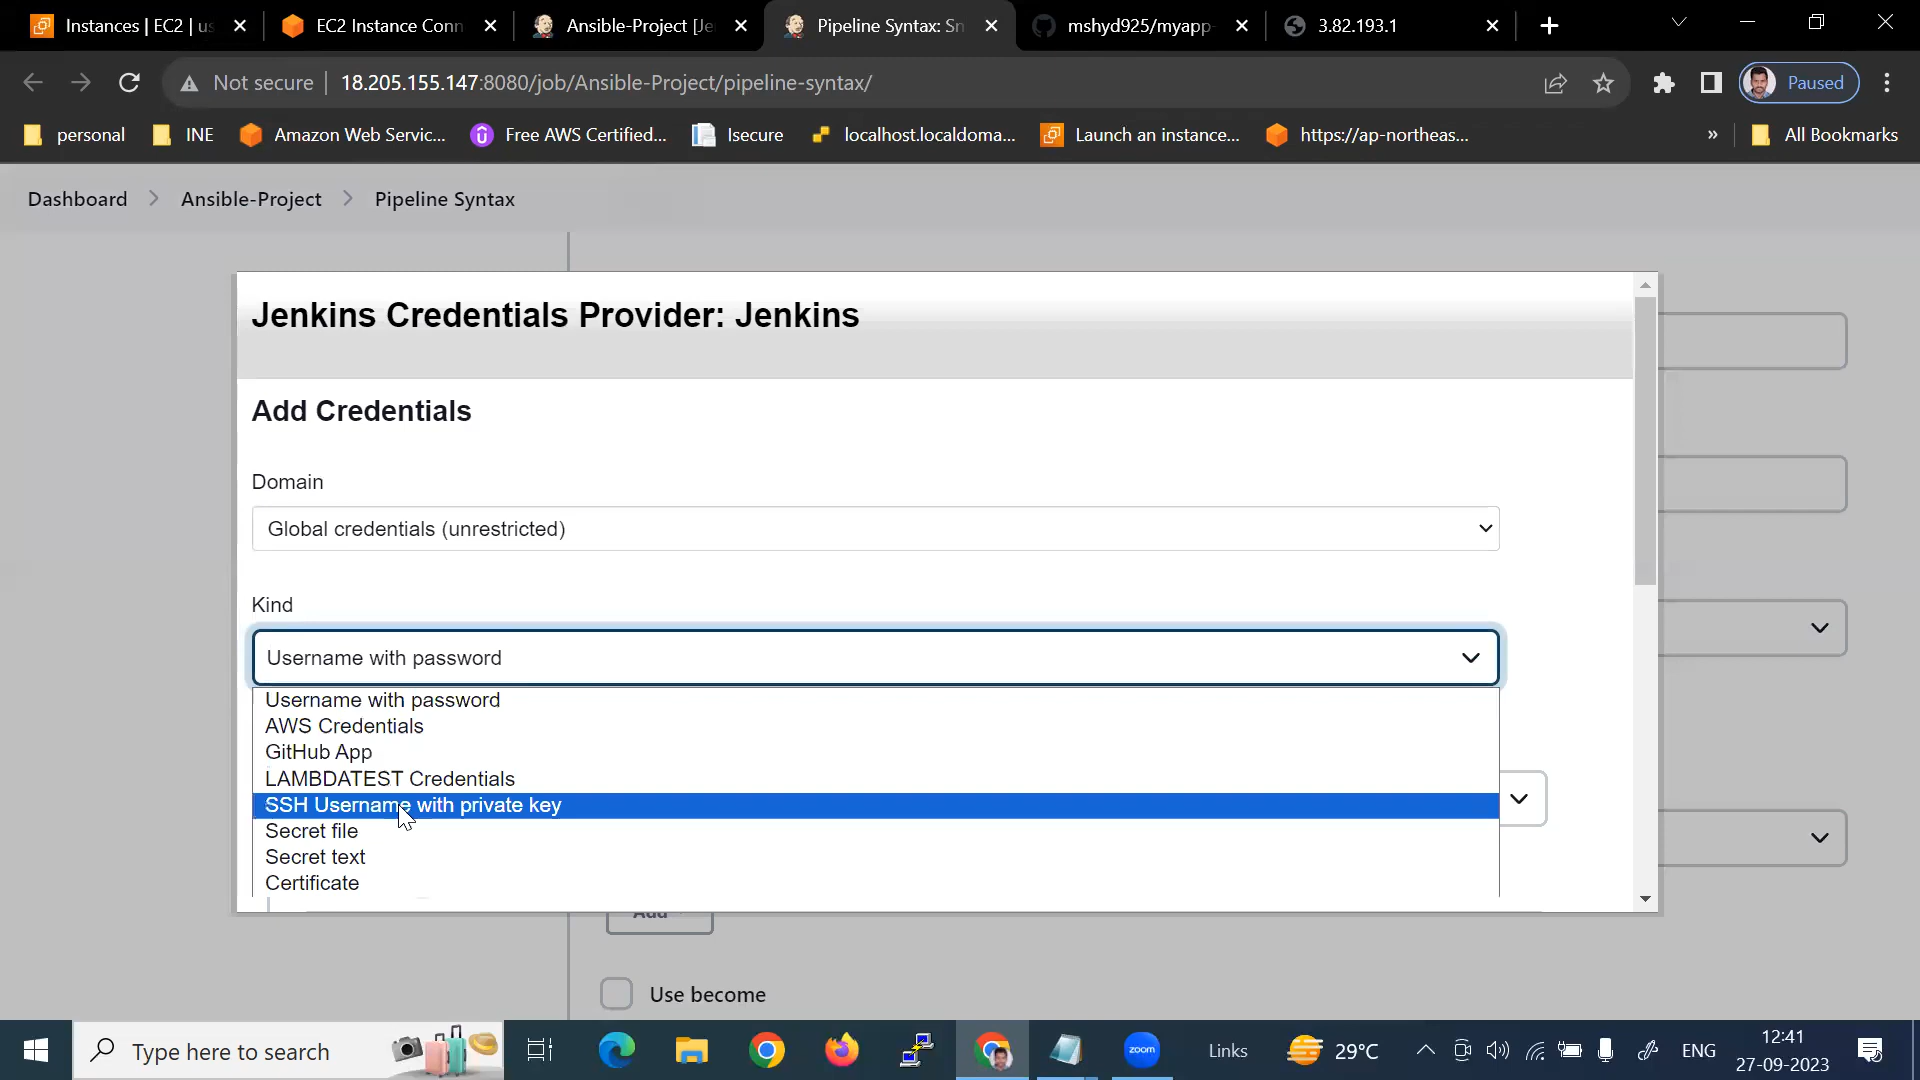 Instances | EC2 | us
EC2 Instance Conn
Ansible-Project [Je
Pipeline Syntax: Sn
mshyd925/myapp-
3.82.193.1
Not secure
18.205.155.147:8080/job/Ansible-Project/pipeline-syntax/
Paused
personal
INE
Amazon Web Servic...
Free AWS Certified...
Isecure
localhost.localdoma...
Launch an instance...
https://ap-northeas...
»
All Bookmarks
Dashboard
Ansible-Project
Pipeline Syntax
Jenkins Credentials Provider: Jenkins
Add Credentials
Domain
Global credentials (unrestricted)
Kind
Username with password
Username with password
AWS Credentials
GitHub App
LAMBDATEST Credentials
SSH Username with private key
Secret file
Secret text
Certificate
Add
Use become
Type here to search
zoom
Links
29°C
ENG
12:41
27-09-2023